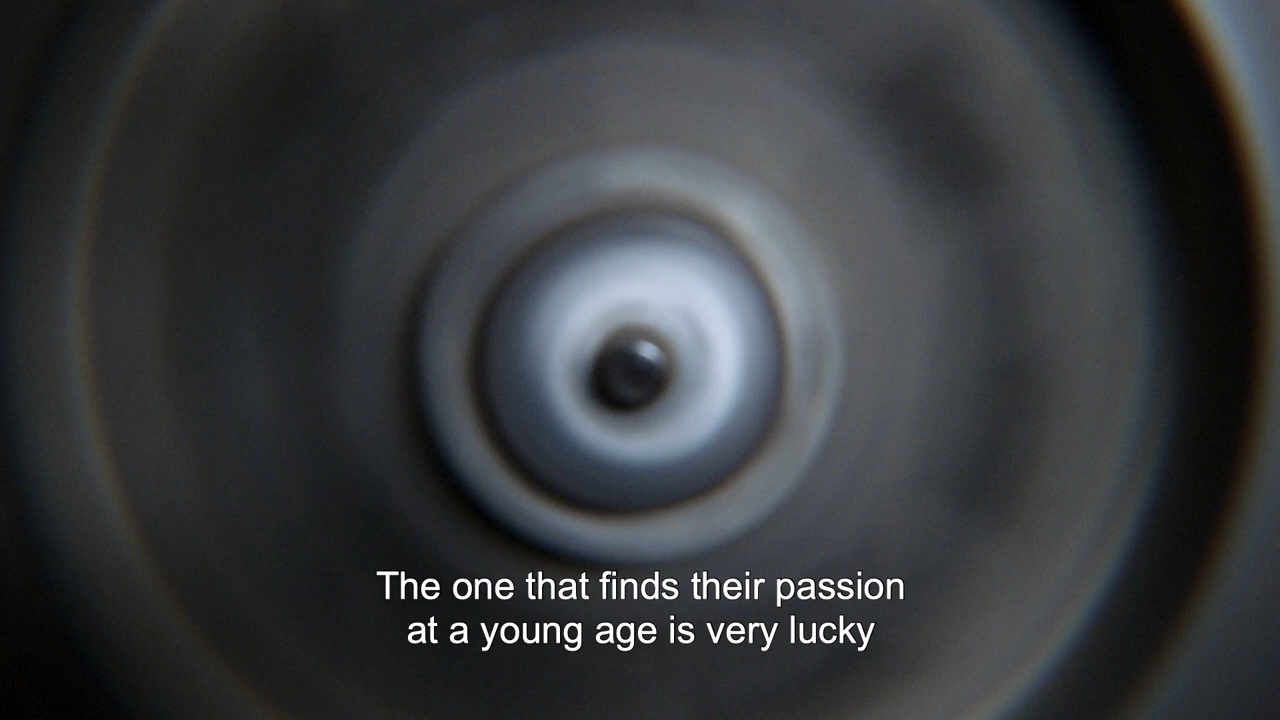 The one that finds their passion
at a young age is very lucky